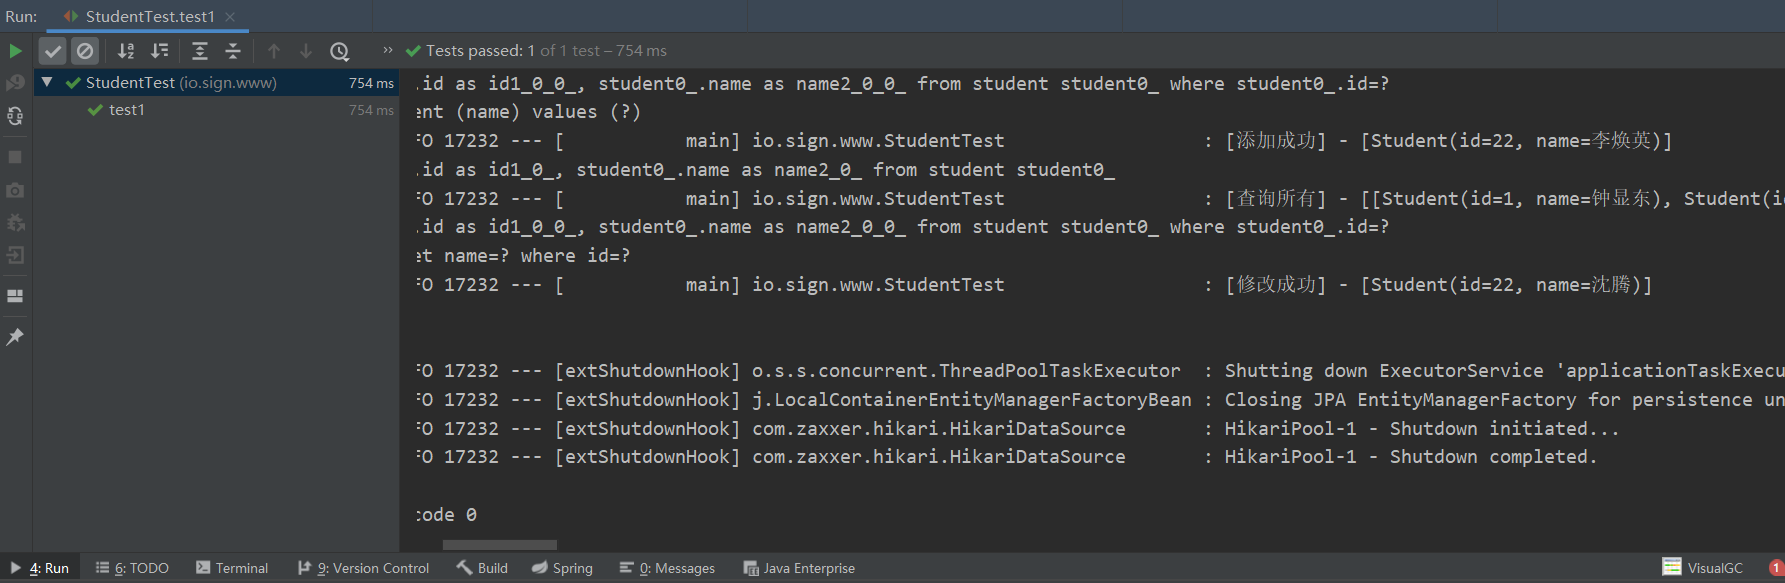 Run: StudentTest.test1
Tests passed: 1 of 1 test – 754 ms
StudentTest (io.sign.www) 754 ms
test1 754 ms
.id as id1_0_0_, student0_.name as name2_0_0_ from student student0_ where student0_.id=?
ent (name) values (?)
FO 17232 --- [           main] io.sign.www.StudentTest                  : [添加成功] - [Student(id=22, name=李焕英)]
.id as id1_0_, student0_.name as name2_0_ from student student0_
FO 17232 --- [           main] io.sign.www.StudentTest                  : [查询所有] - [[Student(id=1, name=钟显东), Student(i
.id as id1_0_0_, student0_.name as name2_0_0_ from student student0_ where student0_.id=?
et name=? where id=?
FO 17232 --- [           main] io.sign.www.StudentTest                  : [修改成功] - [Student(id=22, name=沈腾)]
FO 17232 --- [extShutdownHook] o.s.s.concurrent.ThreadPoolTaskExecutor  : Shutting down ExecutorService 'applicationTaskExecu
FO 17232 --- [extShutdownHook] j.LocalContainerEntityManagerFactoryBean : Closing JPA EntityManagerFactory for persistence un
FO 17232 --- [extShutdownHook] com.zaxxer.hikari.HikariDataSource       : HikariPool-1 - Shutdown initiated...
FO 17232 --- [extShutdownHook] com.zaxxer.hikari.HikariDataSource       : HikariPool-1 - Shutdown completed.
code 0
4: Run 6: TODO Terminal 9: Version Control Build Spring 0: Messages Java Enterprise VisualGC 1